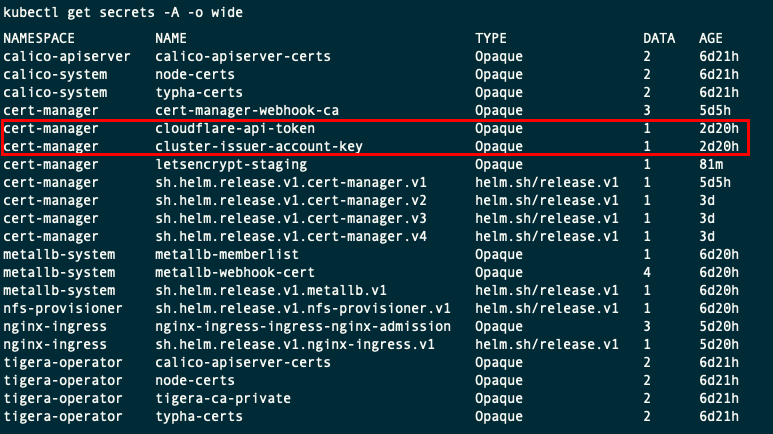 kubectl get secrets -A -o wide
NAMESPACE NAME TYPE DATA AGE
calico-apiserver calico-apiserver-certs Opaque 2 6d21h
calico-system node-certs Opaque 2 6d21h
calico-system typha-certs Opaque 2 6d21h
cert-manager cert-manager-webhook-ca Opaque 3 5d5h
cert-manager cloudflare-api-token Opaque 1 2d20h
cert-manager cluster-issuer-account-key Opaque 1 2d20h
cert-manager letsencrypt-staging Opaque 1 81m
cert-manager sh.helm.release.v1.cert-manager.v1 helm.sh/release.v1 1 5d5h
cert-manager sh.helm.release.v1.cert-manager.v2 helm.sh/release.v1 1 3d
cert-manager sh.helm.release.v1.cert-manager.v3 helm.sh/release.v1 1 3d
cert-manager sh.helm.release.v1.cert-manager.v4 helm.sh/release.v1 1 3d
metallb-system metallb-memberlist Opaque 1 6d20h
metallb-system metallb-webhook-cert Opaque 4 6d20h
metallb-system sh.helm.release.v1.metallb.v1 helm.sh/release.v1 1 6d20h
nfs-provisioner sh.helm.release.v1.nfs-provisioner.v1 helm.sh/release.v1 1 6d20h
nginx-ingress nginx-ingress-ingress-nginx-admission Opaque 3 5d20h
nginx-ingress sh.helm.release.v1.nginx-ingress.v1 helm.sh/release.v1 1 5d20h
tigera-operator calico-apiserver-certs Opaque 2 6d21h
tigera-operator node-certs Opaque 2 6d21h
tigera-operator tigera-ca-private Opaque 2 6d21h
tigera-operator typha-certs Opaque 2 6d21h